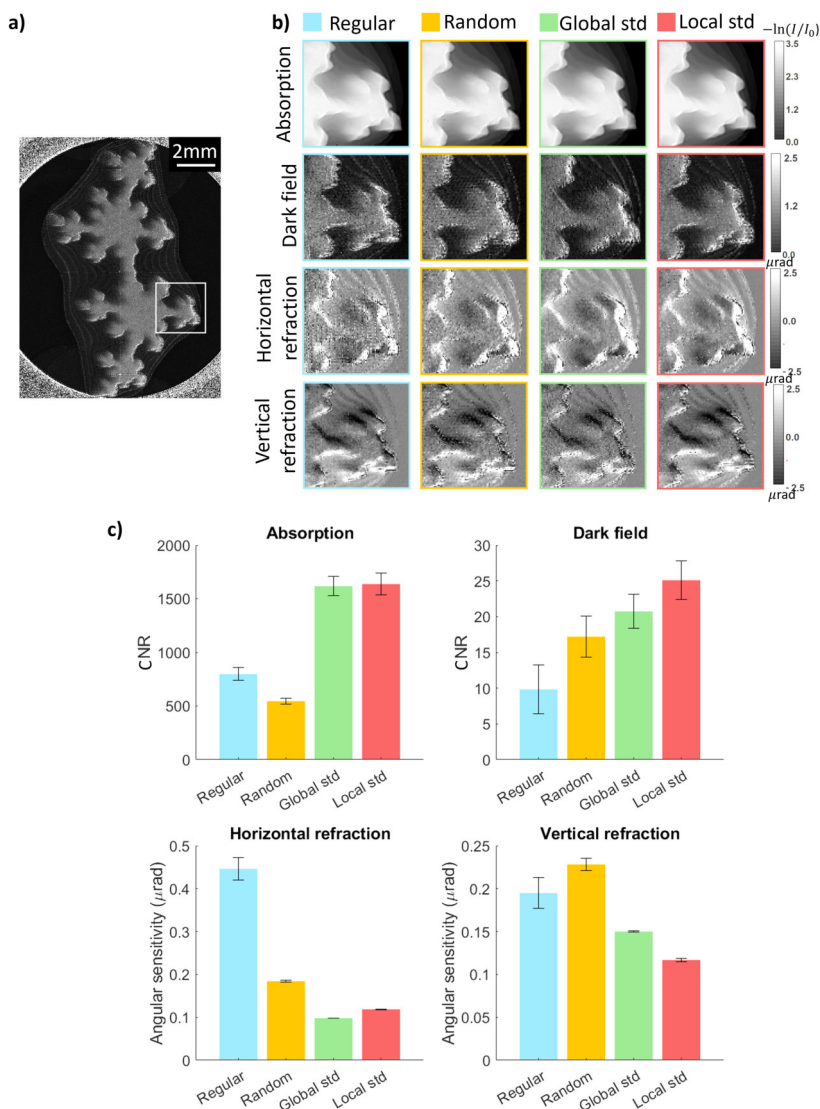 a)
2mm
b)
Regular
Random
Global std
Local std
−ln(I/I₀)
Absorption
3.5
2.3
1.2
0.0
Dark field
2.5
1.2
0.0
μrad
Horizontal
refraction
2.5
0.0
-2.5
μrad
Vertical
refraction
2.5
0.0
-2.5
μrad
c)
Absorption
CNR
2000
1500
1000
500
0
Regular
Random
Global std
Local std
Dark field
CNR
30
25
20
15
10
5
0
Regular
Random
Global std
Local std
Horizontal refraction
Angular sensitivity (μrad)
0.5
0.4
0.3
0.2
0.1
0
Regular
Random
Global std
Local std
Vertical refraction
Angular sensitivity (μrad)
0.25
0.2
0.15
0.1
0.05
0
Regular
Random
Global std
Local std